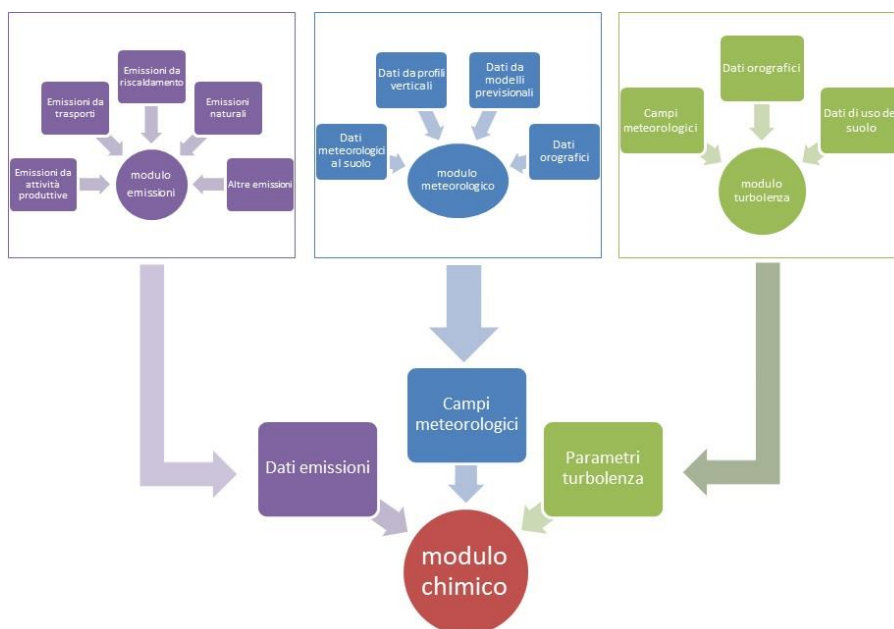 Emissioni da
riscaldamento
Emissioni da
trasporti
Emissioni
naturali
Emissioni da
attività
produttive
modulo
emissioni
Altre emissioni
Dati da profili
verticali
Dati da
modelli
previsionali
Dati
meteorologici
al suolo
Dati
orografici
modulo
meteorologico
Dati orografici
Campi
meteorologici
Dati di uso de
suolo
modulo
turbolenza
Campi
meteorologici
Dati emissioni
Parametri
turbolenza
modulo
chimico